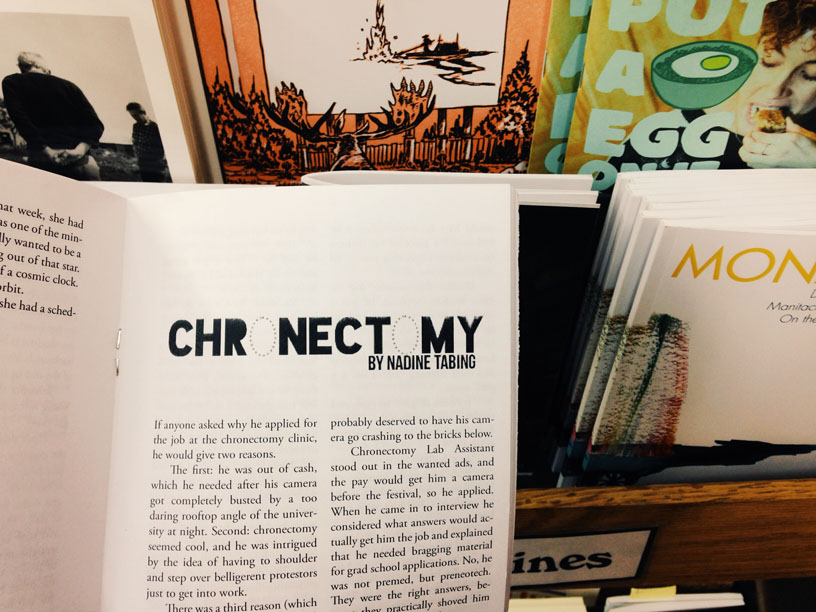 PUT
A
EGG
ON
hat week, she had
as one of the min-
lly wanted to be a
g out of that star.
f a cosmic clock.
orbit.
she had a sched-
CHRONECTOMY
BY NADINE TABING
If anyone asked why he applied for
the job at the chronectomy clinic,
he would give two reasons.
The first: he was out of cash,
which he needed after his camera
got completely busted by a too
daring rooftop angle of the univer-
sity at night. Second: chronectomy
seemed cool, and he was intrigued
by the idea of having to shoulder
and step over belligerent protestors
just to get into work.
There was a third reason (which
probably deserved to have his cam-
era go crashing to the bricks below.
Chronectomy Lab Assistant
stood out in the wanted ads, and
the pay would get him a camera
before the festival, so he applied.
When he came in to interview he
considered what answers would ac-
tually get him the job and explained
that he needed bragging material
for grad school applications. No, he
was not premed, but preneotech.
They were the right answers, be-
they practically shoved him
MON
Manitac
On the
ines